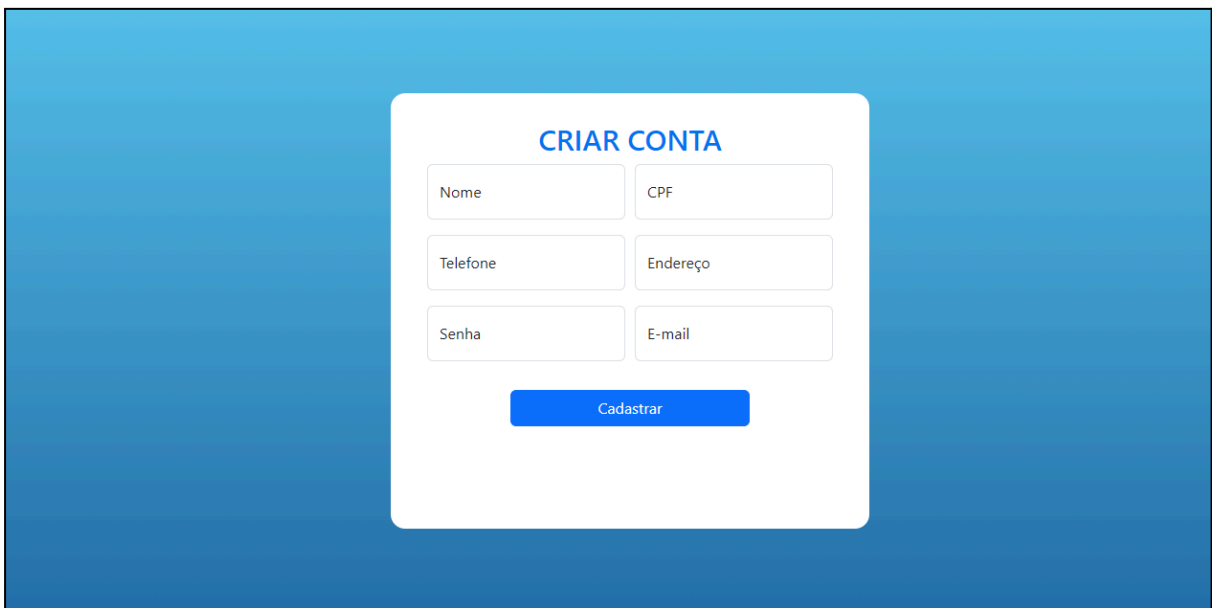 CRIAR CONTA
Nome CPF
Telefone Endereço
Senha E-mail
Cadastrar